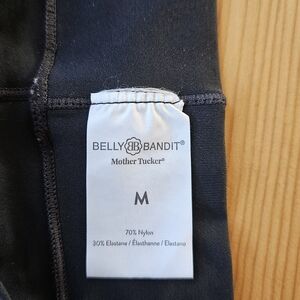 BELLY BANDIT®
Mother Tucker®
M
70% Nylon
30% Elastane / Élasthanne / Elastano